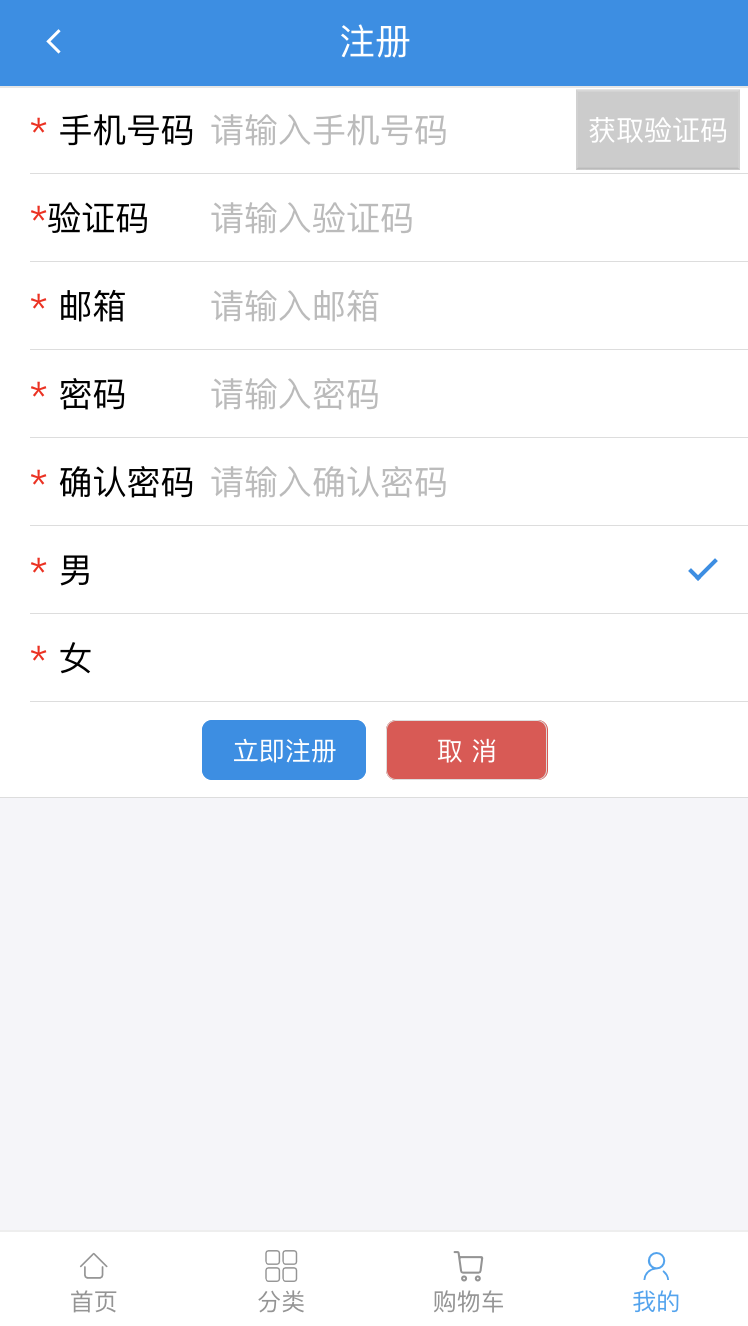 注册
* 手机号码 请输入手机号码 获取验证码
*验证码 请输入验证码
* 邮箱 请输入邮箱
* 密码 请输入密码
* 确认密码 请输入确认密码
* 男
* 女
立即注册 取 消
首页 分类 购物车 我的